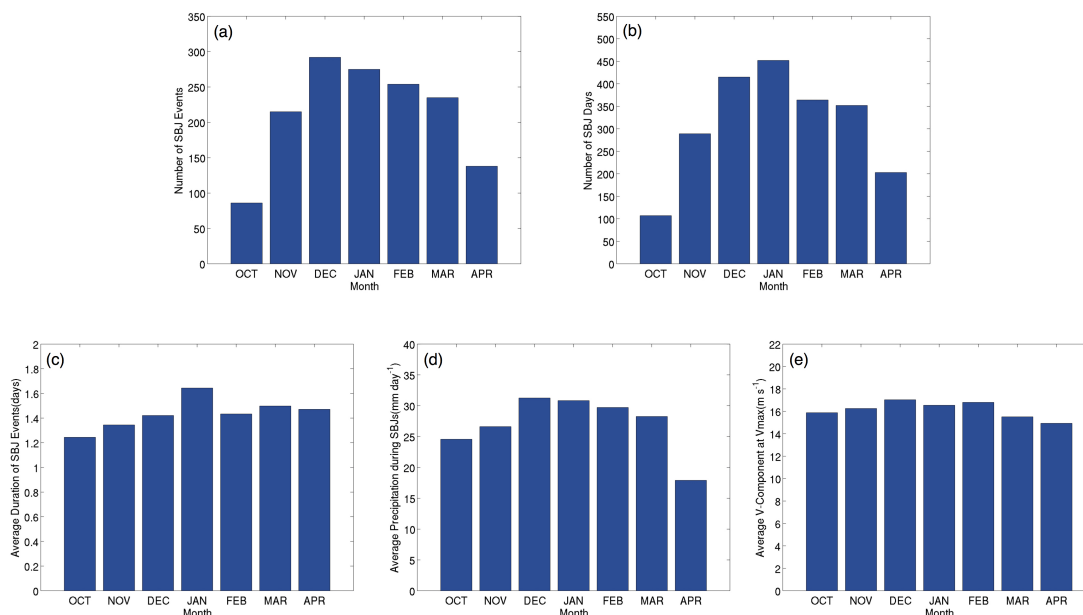 (a)
Number of SBJ Events
350
300
250
200
150
100
50
0
OCT NOV DEC JAN FEB MAR APR
Month
(b)
Number of SBJ Days
550
500
450
400
350
300
250
200
150
100
50
0
OCT NOV DEC JAN FEB MAR APR
Month
(c)
Average Duration of SBJ Events(days)
2
1.8
1.6
1.4
1.2
1
0.8
0.6
0.4
0.2
0
OCT NOV DEC JAN FEB MAR APR
Month
(d)
Average Precipitation during SBJs(mm day⁻¹)
40
35
30
25
20
15
10
5
0
OCT NOV DEC JAN FEB MAR APR
Month
(e)
Average V-Component at Vmax(m s⁻¹)
22
20
18
16
14
12
10
8
6
4
2
0
OCT NOV DEC JAN FEB MAR APR
Month